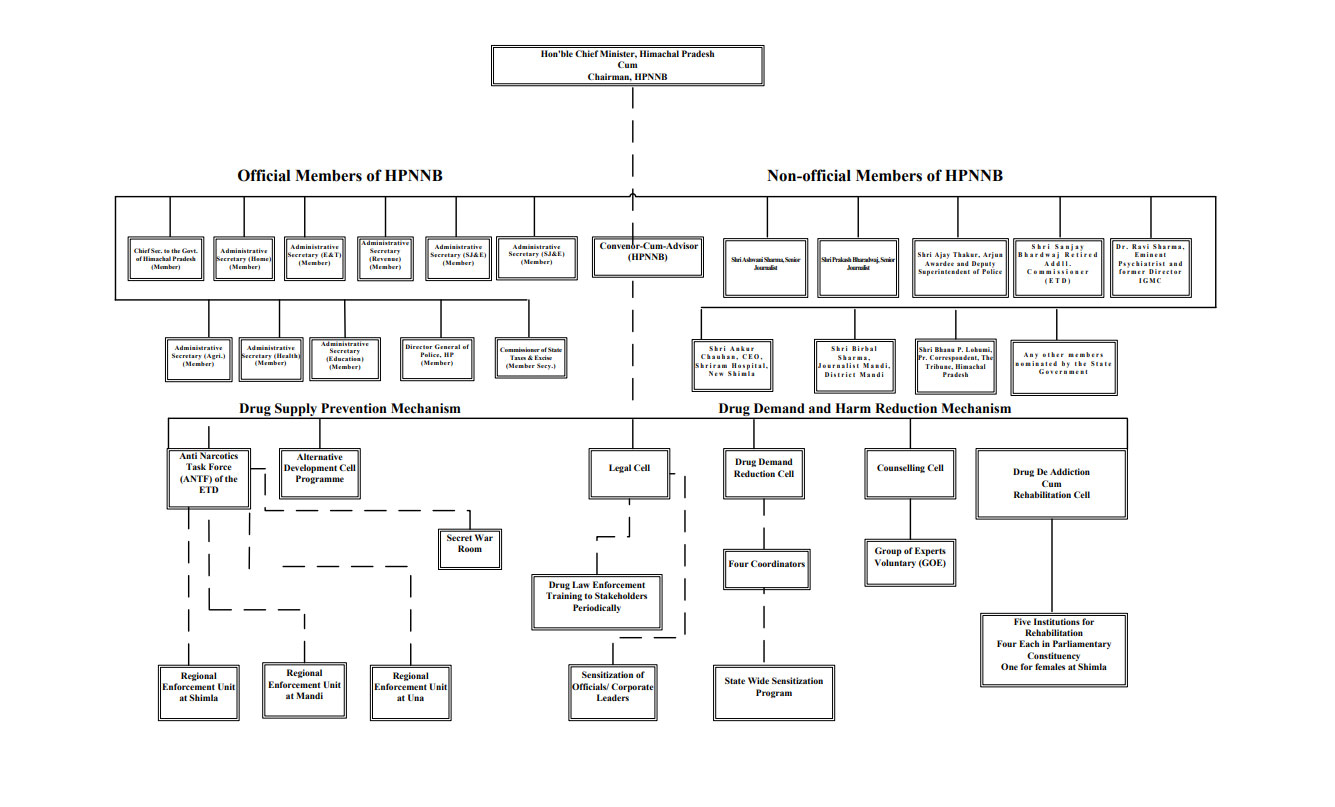 Hon'ble Chief Minister, Himachal Pradesh
Cum
Chairman, HPNNB
Official Members of HPNNB
Non-official Members of HPNNB
Chief Sec. to the Govt.
of Himachal Pradesh
(Member)
Administrative
Secretary (Home)
(Member)
Administrative
Secretary (E&T)
(Member)
Administrative
Secretary
(Revenue)
(Member)
Administrative
Secretary (SJ&E)
(Member)
Administrative
Secretary (SJ&E)
(Member)
Convenor-Cum-Advisor
(HPNNB)
Shri Ashwani Sharma, Senior
Journalist
Shri Prakash Bharadwaj, Senior
Journalist
Shri Ajay Thakur, Arjun
Awardee and Deputy
Superintendent of Police
Shri Sanjay
Bhardwaj Retired
Addll.
Commissioner
(ETD)
Dr. Ravi Sharma,
Eminent
Psychiatrist and
former Director
IGMC
Administrative
Secretary (Agri.)
(Member)
Administrative
Secretary (Health)
(Member)
Administrative
Secretary
(Education)
(Member)
Director General of
Police, HP
(Member)
Commissioner of State
Taxes & Excise
(Member Secy.)
Shri Ankur
Chauhan, CEO,
Shriram Hospital,
New Shimla
Shri Birbal
Sharma,
Journalist Mandi,
District Mandi
Shri Bhanu P. Lohumi,
Pr. Correspondent, The
Tribune, Himachal
Pradesh
Any other members
nominated by the State
Government
Drug Supply Prevention Mechanism
Drug Demand and Harm Reduction Mechanism
Anti Narcotics
Task Force
(ANTF) of the
ETD
Alternative
Development Cell
Programme
Legal Cell
Drug Demand
Reduction Cell
Counselling Cell
Drug De Addiction
Cum
Rehabilitation Cell
Secret War
Room
Drug Law Enforcement
Training to Stakeholders
Periodically
Four Coordinators
Group of Experts
Voluntary (GOE)
Five Institutions for
Rehabilitation
Four Each in Parliamentary
Constituency
One for females at Shimla
Regional
Enforcement Unit
at Shimla
Regional
Enforcement Unit
at Mandi
Regional
Enforcement Unit
at Una
Sensitization of
Officials/ Corporate
Leaders
State Wide Sensitization
Program